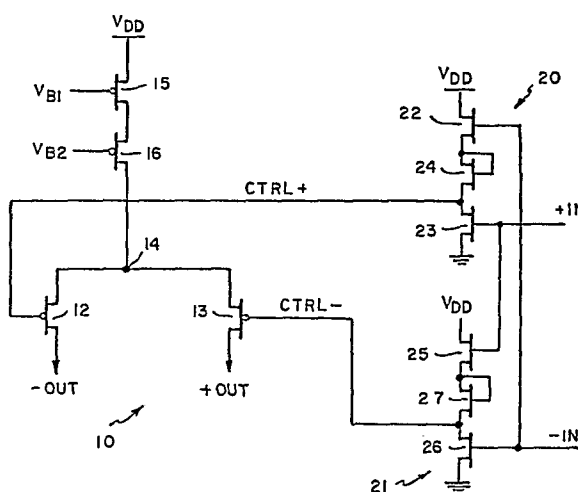 VDD
15
VB1
VDD
20
22
VB2
16
24
CTRL+
+IN
23
14
VDD
12
13
CTRL-
25
27
-OUT
+OUT
-IN
26
10
21